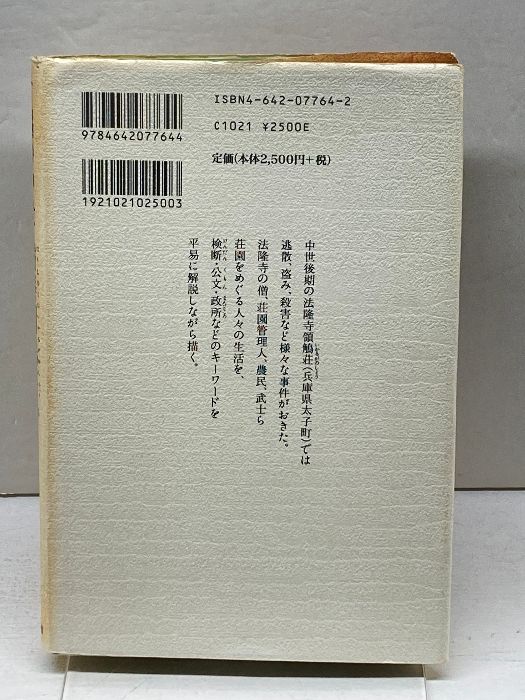 ISBN4-642-07764-2
C1021 ¥2500E
定価(本体2,500円+税)
9784642077644
1921021025003
中世後期の法隆寺領鵤荘(兵庫県太子町)では
逃散、盗み、殺害など様々な事件がおきた。
法隆寺の僧、荘園管理人、農民、武士ら
荘園をめぐる人々の生活を、
検断・公文・政所などのキーワードを
平易に解説しながら描く。